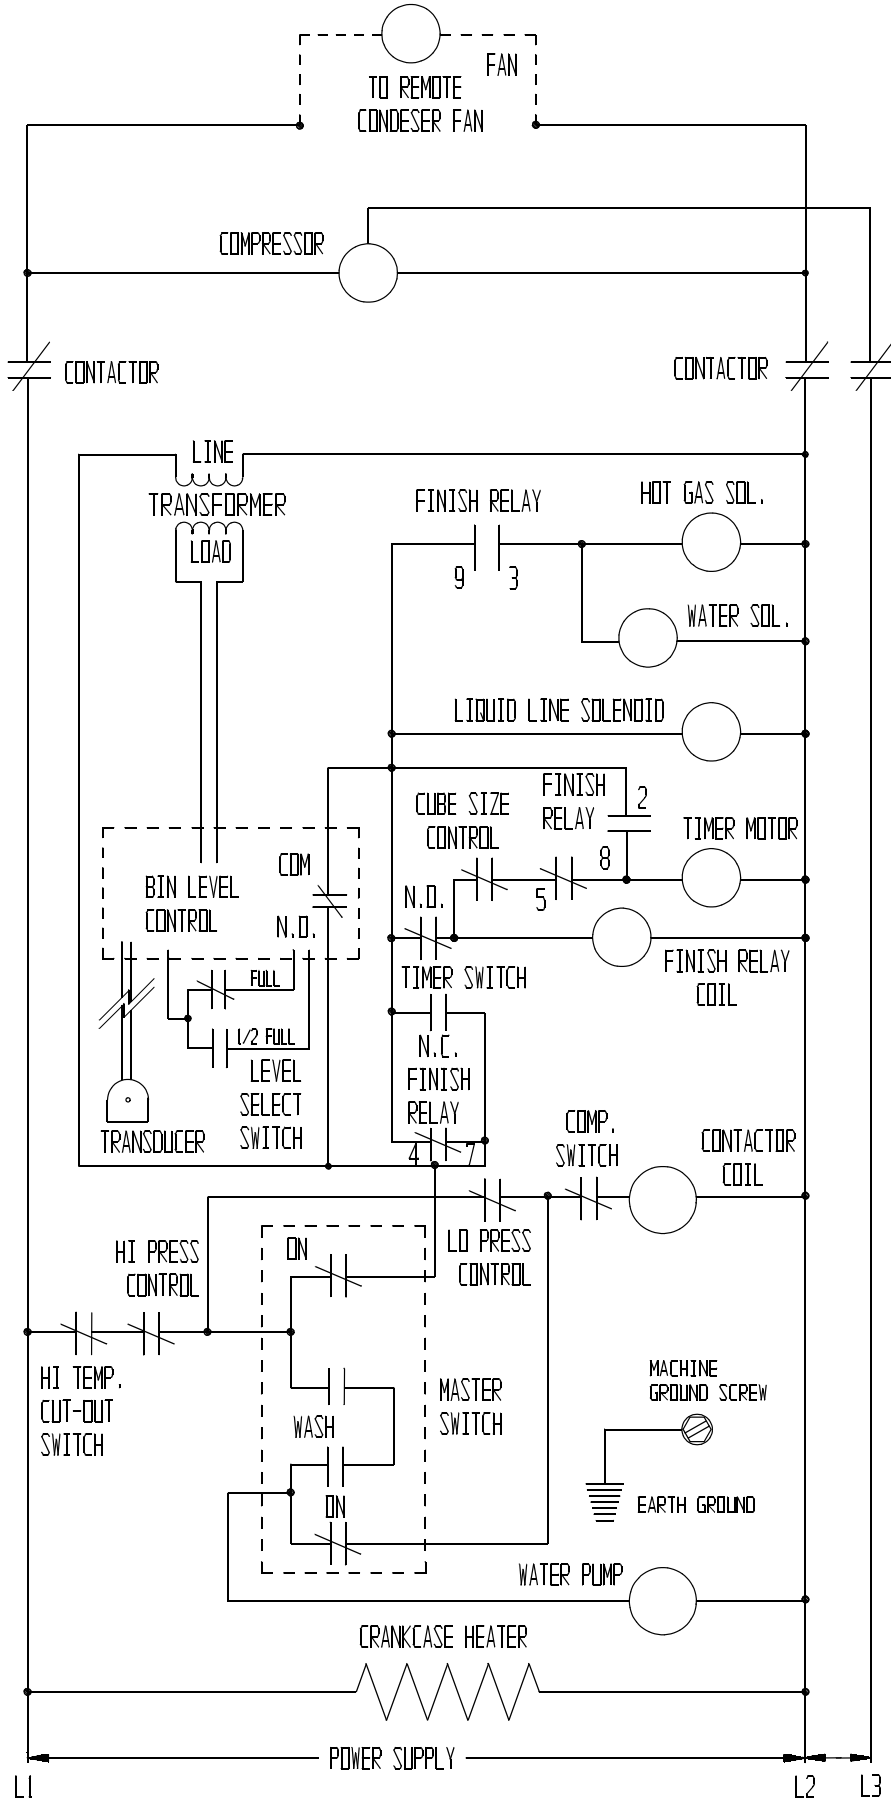 FAN
TO REMOTE
CONDESER FAN
COMPRESSOR
CONTACTOR
CONTACTOR
LINE
TRANSFORMER
LOAD
FINISH RELAY
9
3
HOT GAS SOL.
WATER SOL.
LIQUID LINE SOLENOID
FINISH
RELAY
2
8
CUBE SIZE
CONTROL
TIMER MOTOR
5
N.O.
COM
BIN LEVEL
CONTROL
N.O.
TIMER SWITCH
FINISH RELAY
COIL
FULL
1/2 FULL
LEVEL
SELECT
SWITCH
N.C.
FINISH
RELAY
4
7
TRANSDUCER
COMP.
SWITCH
CONTACTOR
COIL
HI PRESS
CONTROL
ON
LO PRESS
CONTROL
HI TEMP.
CUT-OUT
SWITCH
WASH
MASTER
SWITCH
ON
MACHINE
GROUND SCREW
EARTH GROUND
WATER PUMP
CRANKCASE HEATER
POWER SUPPLY
L1
L2
L3